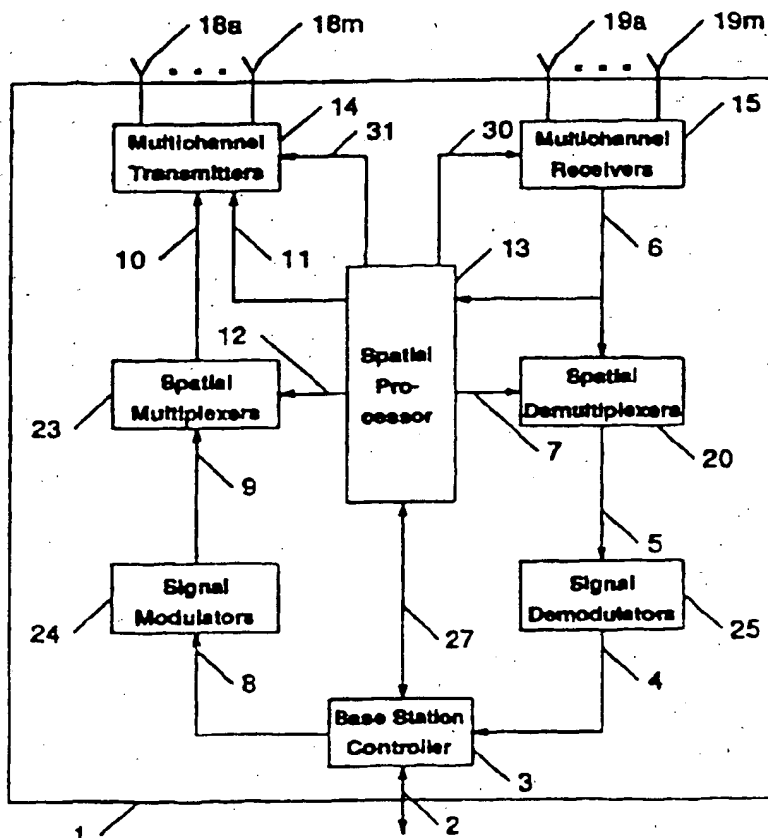 18a 18m 19a 19m
14 15
Multichannel
Transmitters
31 30
Multichannel
Receivers
10 11 13 6
12
Spatial
Pro-
cessor
Spatial
Multiplexers
Spatial
Demultiplexers
23 7 20
9 5
Signal
Modulators
Signal
Demodulators
24 27 25
8 4
Base Station
Controller
3
1 2